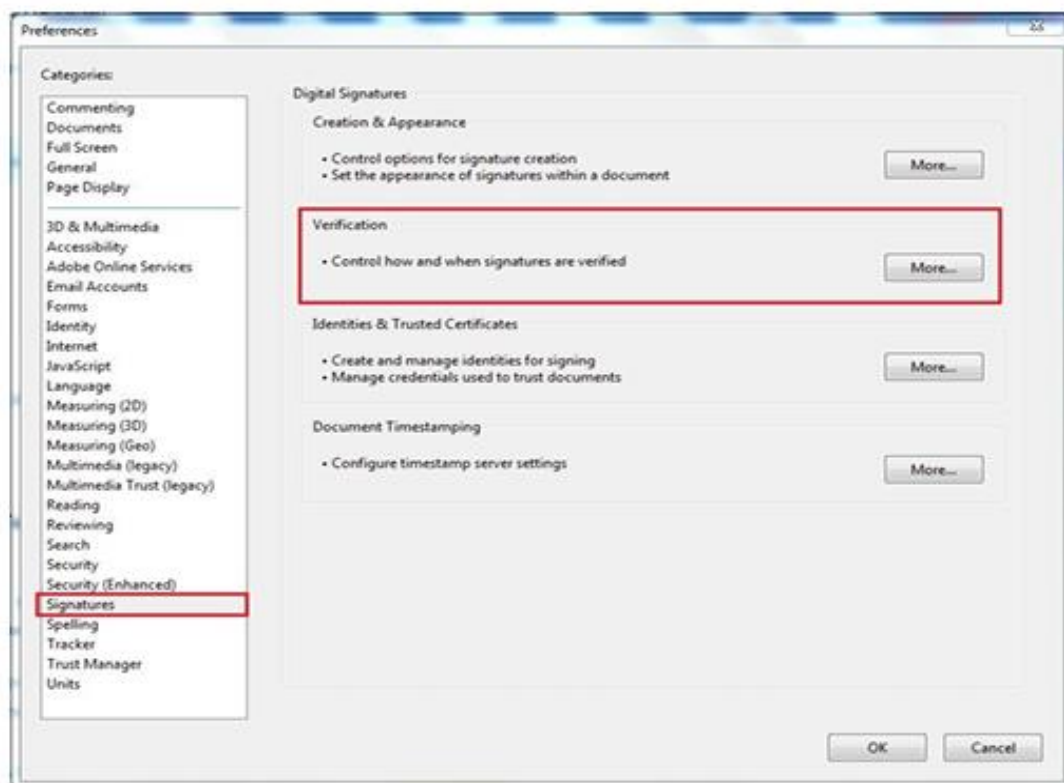 Preferences
Categories:
Commenting
Documents
Full Screen
General
Page Display
3D & Multimedia
Accessibility
Adobe Online Services
Email Accounts
Forms
Identity
Internet
JavaScript
Language
Measuring (2D)
Measuring (3D)
Measuring (Geo)
Multimedia (legacy)
Multimedia Trust (legacy)
Reading
Reviewing
Search
Security
Security (Enhanced)
Signatures
Spelling
Tracker
Trust Manager
Units
Digital Signatures
Creation & Appearance
• Control options for signature creation
• Set the appearance of signatures within a document
More...
Verification
• Control how and when signatures are verified
More...
Identities & Trusted Certificates
• Create and manage identities for signing
• Manage credentials used to trust documents
More...
Document Timestamping
• Configure timestamp server settings
More...
OK
Cancel